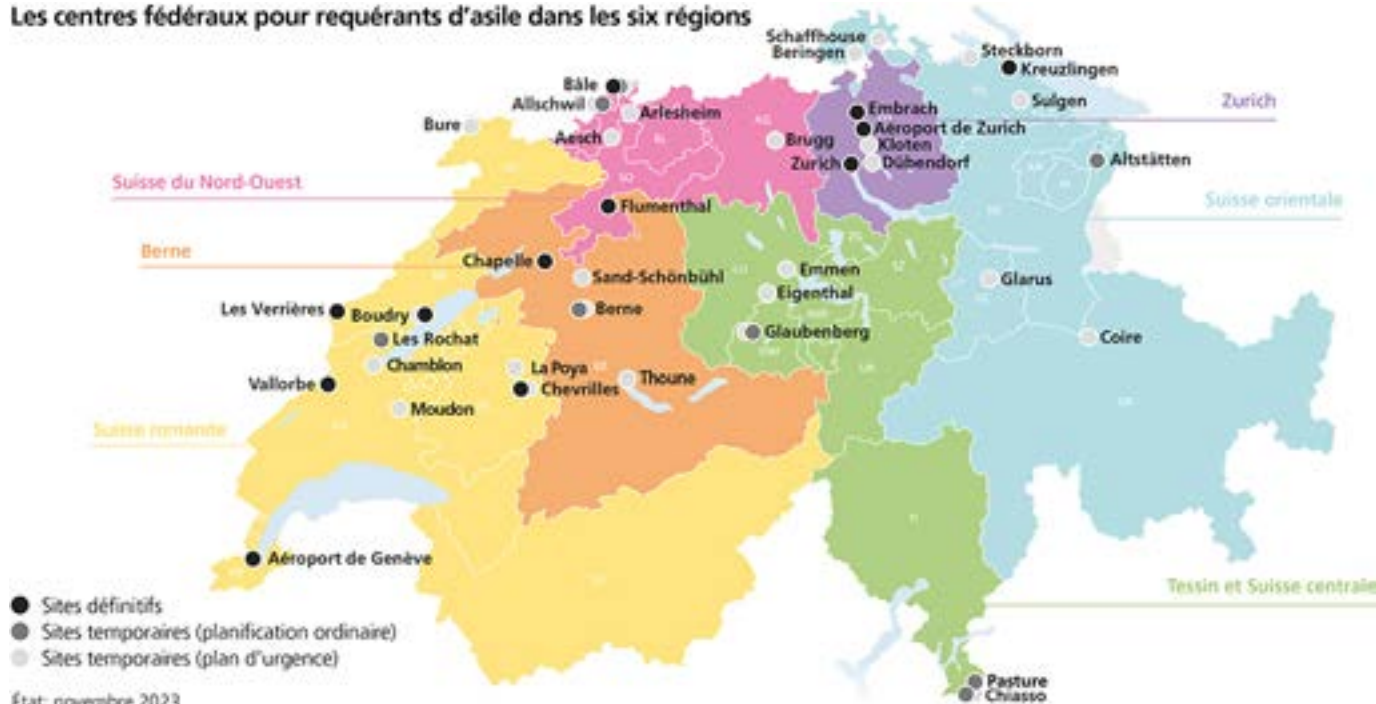 Les centres fédéraux pour requérants d'asile dans les six régions
Schaffhouse
Beringen
Steckborn
Kreuzlingen
Sulgen
Zurich
Bâle
Allschwil
Arlesheim
Bure
Aesch
Brugg
Embrach
Aéroport de Zurich
Kloten
Zurich
Dübendorf
Altstätten
Suisse du Nord-Ouest
Flumenthal
Suisse orientale
Berne
Chapelle
Sand-Schönbühl
Emmen
Eigenthal
Glarus
Les Verrières
Boudry
Berne
Les Rochat
Glaubenberg
Coire
Chamblon
La Poya
Vallorbe
Chevrilles
Thoune
Moudon
Suisse romande
Aéroport de Genève
Tessin et Suisse centrale
Sites définitifs
Sites temporaires (planification ordinaire)
Sites temporaires (plan d'urgence)
Pasture
Chiasso
État: novembre 2023